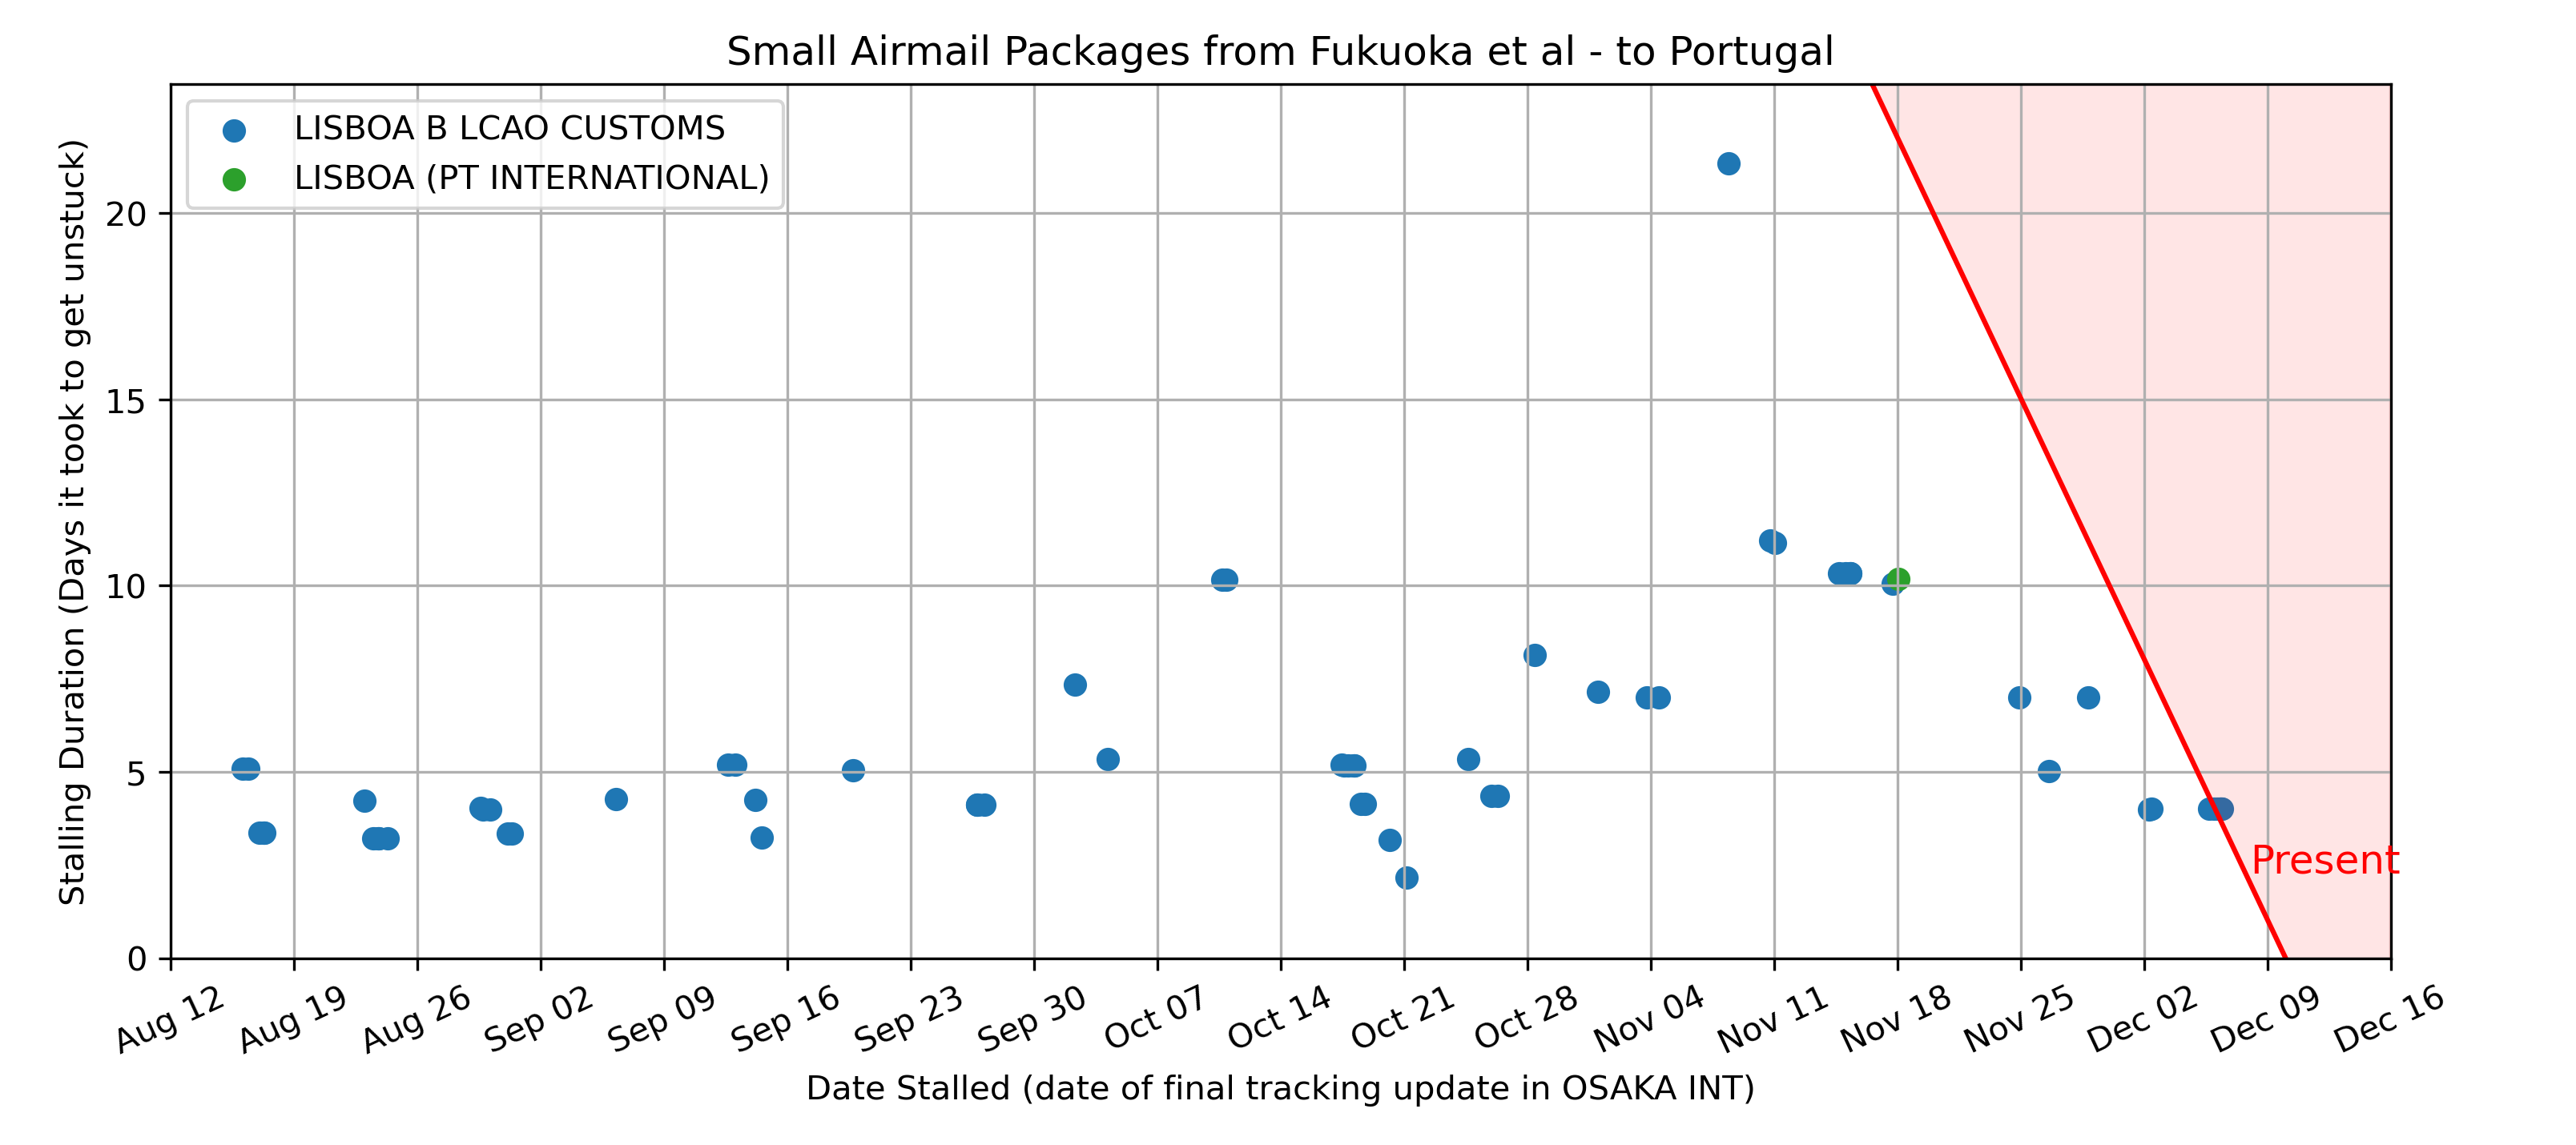 Small Airmail Packages from Fukuoka et al - to Portugal
LISBOA B LCAO CUSTOMS
LISBOA (PT INTERNATIONAL)
Stalling Duration (Days it took to get unstuck)
20
15
10
5
0
Present
Aug 12
Aug 19
Aug 26
Sep 02
Sep 09
Sep 16
Sep 23
Sep 30
Oct 07
Oct 14
Oct 21
Oct 28
Nov 04
Nov 11
Nov 18
Nov 25
Dec 02
Dec 09
Dec 16
Date Stalled (date of final tracking update in OSAKA INT)